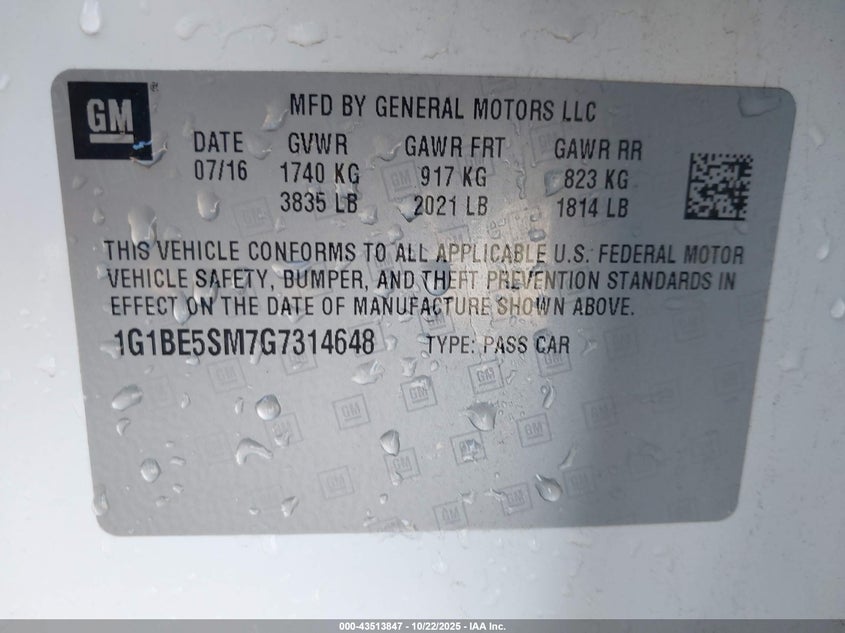 GM
MFD BY GENERAL MOTORS LLC
DATE GVWR GAWR FRT GAWR RR
07/16 1740 KG 917 KG 823 KG
3835 LB 2021 LB 1814 LB
THIS VEHICLE CONFORMS TO ALL APPLICABLE U.S. FEDERAL MOTOR
VEHICLE SAFETY, BUMPER, AND THEFT PREVENTION STANDARDS IN
EFFECT ON THE DATE OF MANUFACTURE SHOWN ABOVE.
1G1BE5SM7G7314648 TYPE: PASS CAR
000-43513847 - 10/22/2025 - IAA Inc.